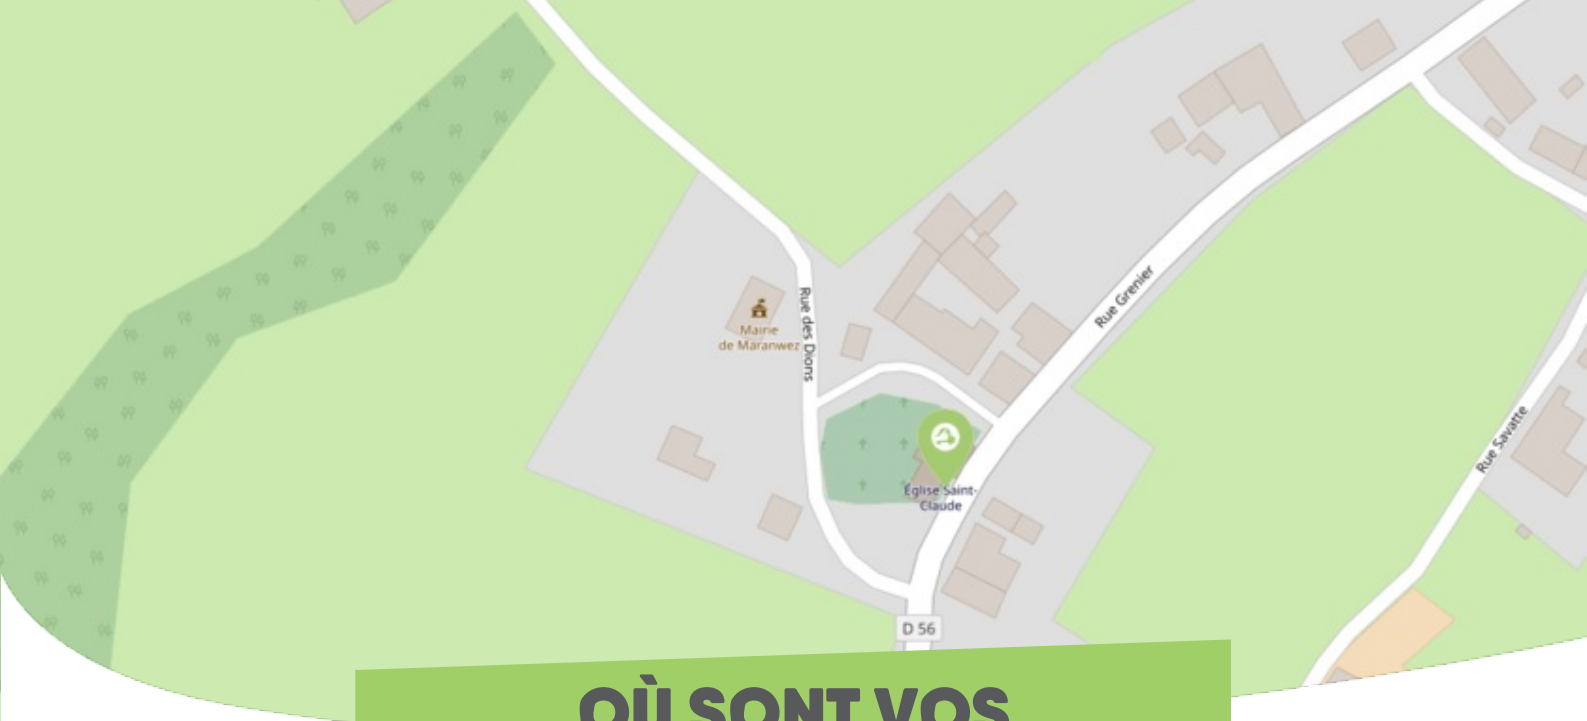 Rue Grenier
Rue des Dions
Mairie
de Maranwez
Rue Savatte
Église Saint-
Claude
D 56
OÙ SONT VOS